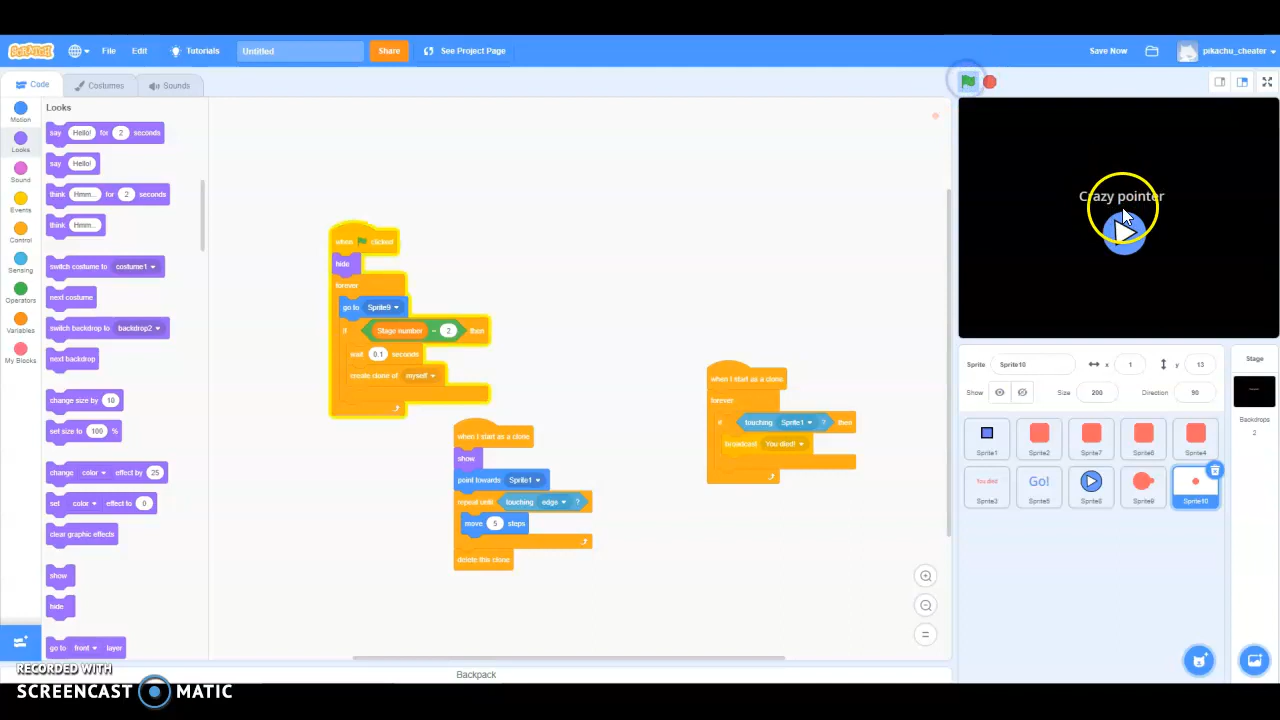 SCRATCH File Edit Tutorials Untitled Share See Project Page Save Now pikachu_cheater
Code Costumes Sounds
Motion
Looks
Sound
Events
Control
Sensing
Operators
Variables
My Blocks
Looks
say Hello! for 2 seconds
say Hello!
think Hmm... for 2 seconds
think Hmm...
switch costume to costume1
next costume
switch backdrop to backdrop2
next backdrop
change size by 10
set size to 100 %
change color effect by 25
set color effect to 0
clear graphic effects
show
hide
go to front layer
when clicked
hide
forever
go to Sprite9
if Stage number = 2 then
wait 0.1 seconds
create clone of myself
when I start as a clone
show
point towards Sprite1
repeat until touching edge ?
move 5 steps
delete this clone
when I start as a clone
forever
if touching Sprite1 ? then
broadcast You died!
Crazy pointer
Sprite Sprite10 x 1 y 13
Show Size 200 Direction 90
Sprite1 Sprite2 Sprite7 Sprite6 Sprite4
You died Go!
Sprite3 Sprite5 Sprite8 Sprite9 Sprite10
Stage
Backdrops
2
Backpack
RECORDED WITH
SCREENCAST MATIC